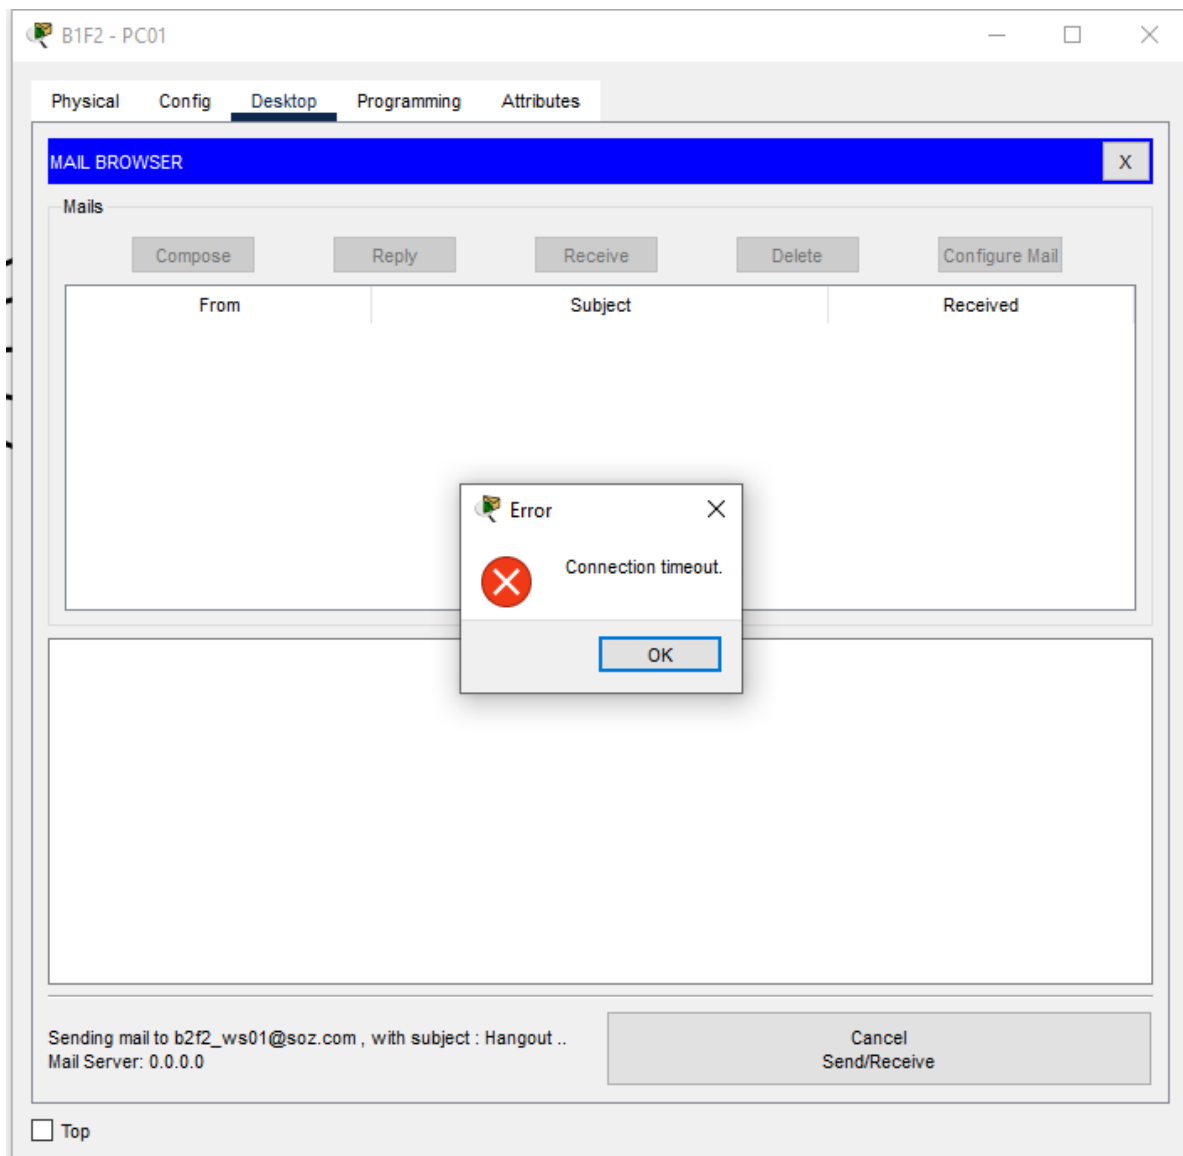 B1F2 - PC01
Physical Config Desktop Programming Attributes
MAIL BROWSER X
Mails
Compose Reply Receive Delete Configure Mail
From Subject Received
Error
Connection timeout.
OK
Sending mail to b2f2_ws01@soz.com , with subject : Hangout ..
Mail Server: 0.0.0.0
Cancel
Send/Receive
Top